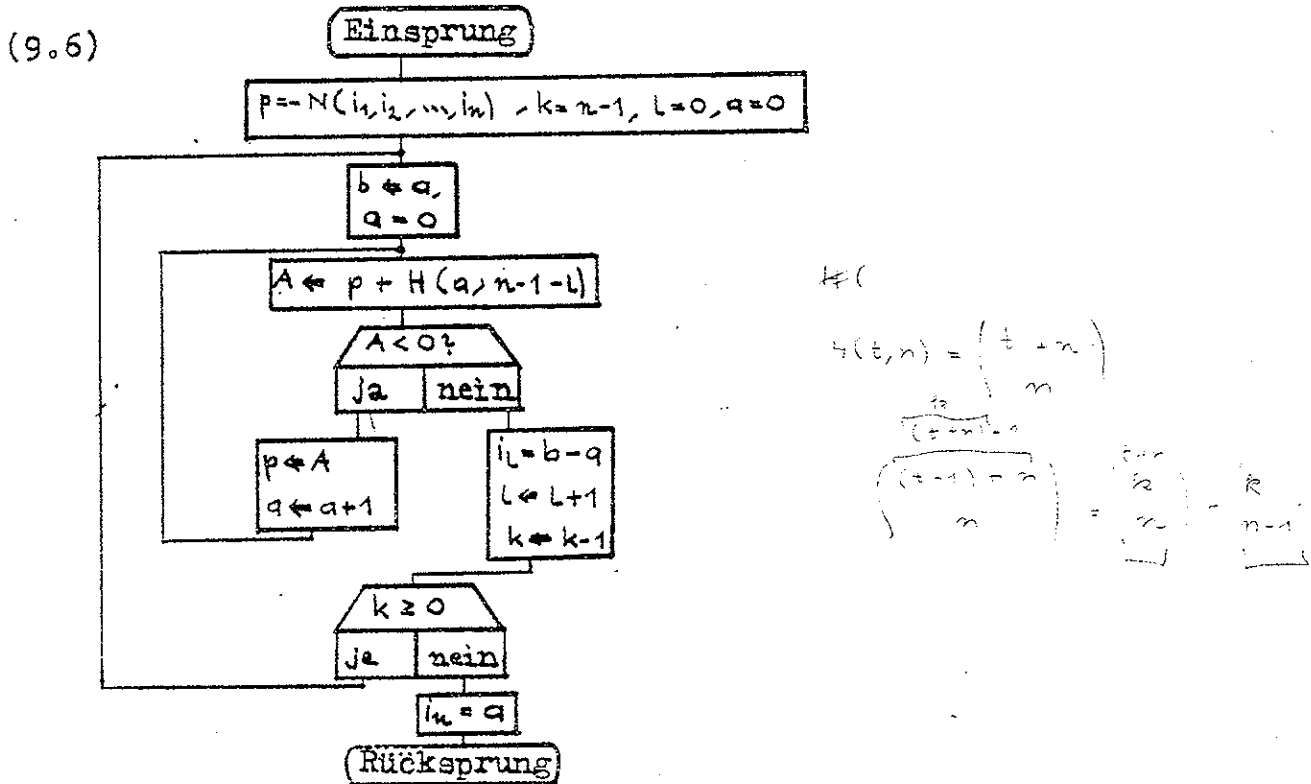 (9.6)
Einsprung
p=-N(i₁,i₂,...,iₙ) , k=n-1, l=0, a=0
b ⇐ a,
a = 0
A ⇐ p + H(a, n-1-l)
A < 0?
ja nein
p ⇐ A
a ← a+1
i_l = b-a
l ← l+1
k ⇐ k-1
k ≥ 0
ja nein
iₙ = a
Rücksprung
H(t,n) = (t+n
n)